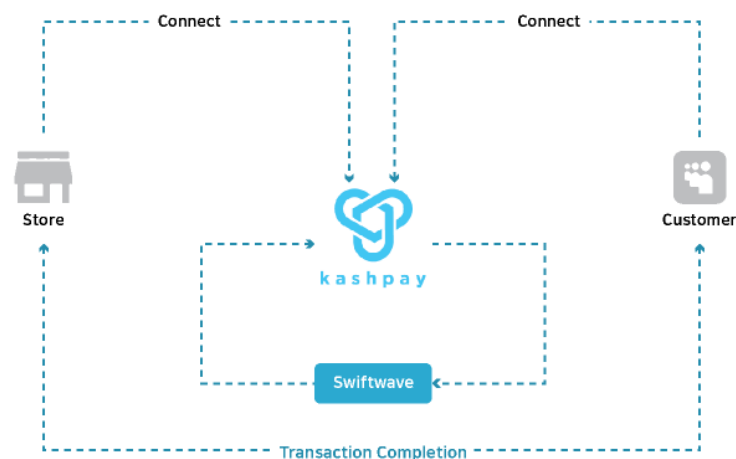 Connect
Connect
Store
Customer
kashpay
Swiftwave
Transaction Completion